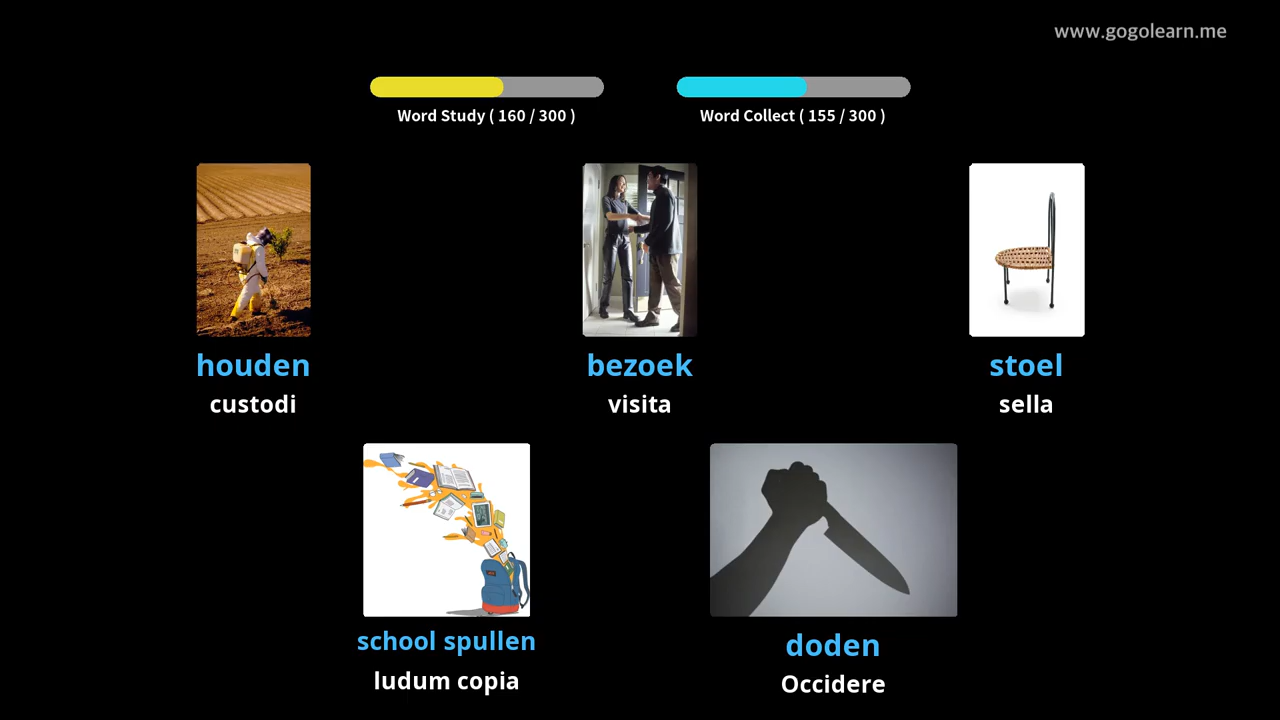 www.gogolearn.me
Word Study ( 160 / 300 )
Word Collect ( 155 / 300 )
houden
bezoek
stoel
custodi
visita
sella
school spullen
doden
ludum copia
Occidere